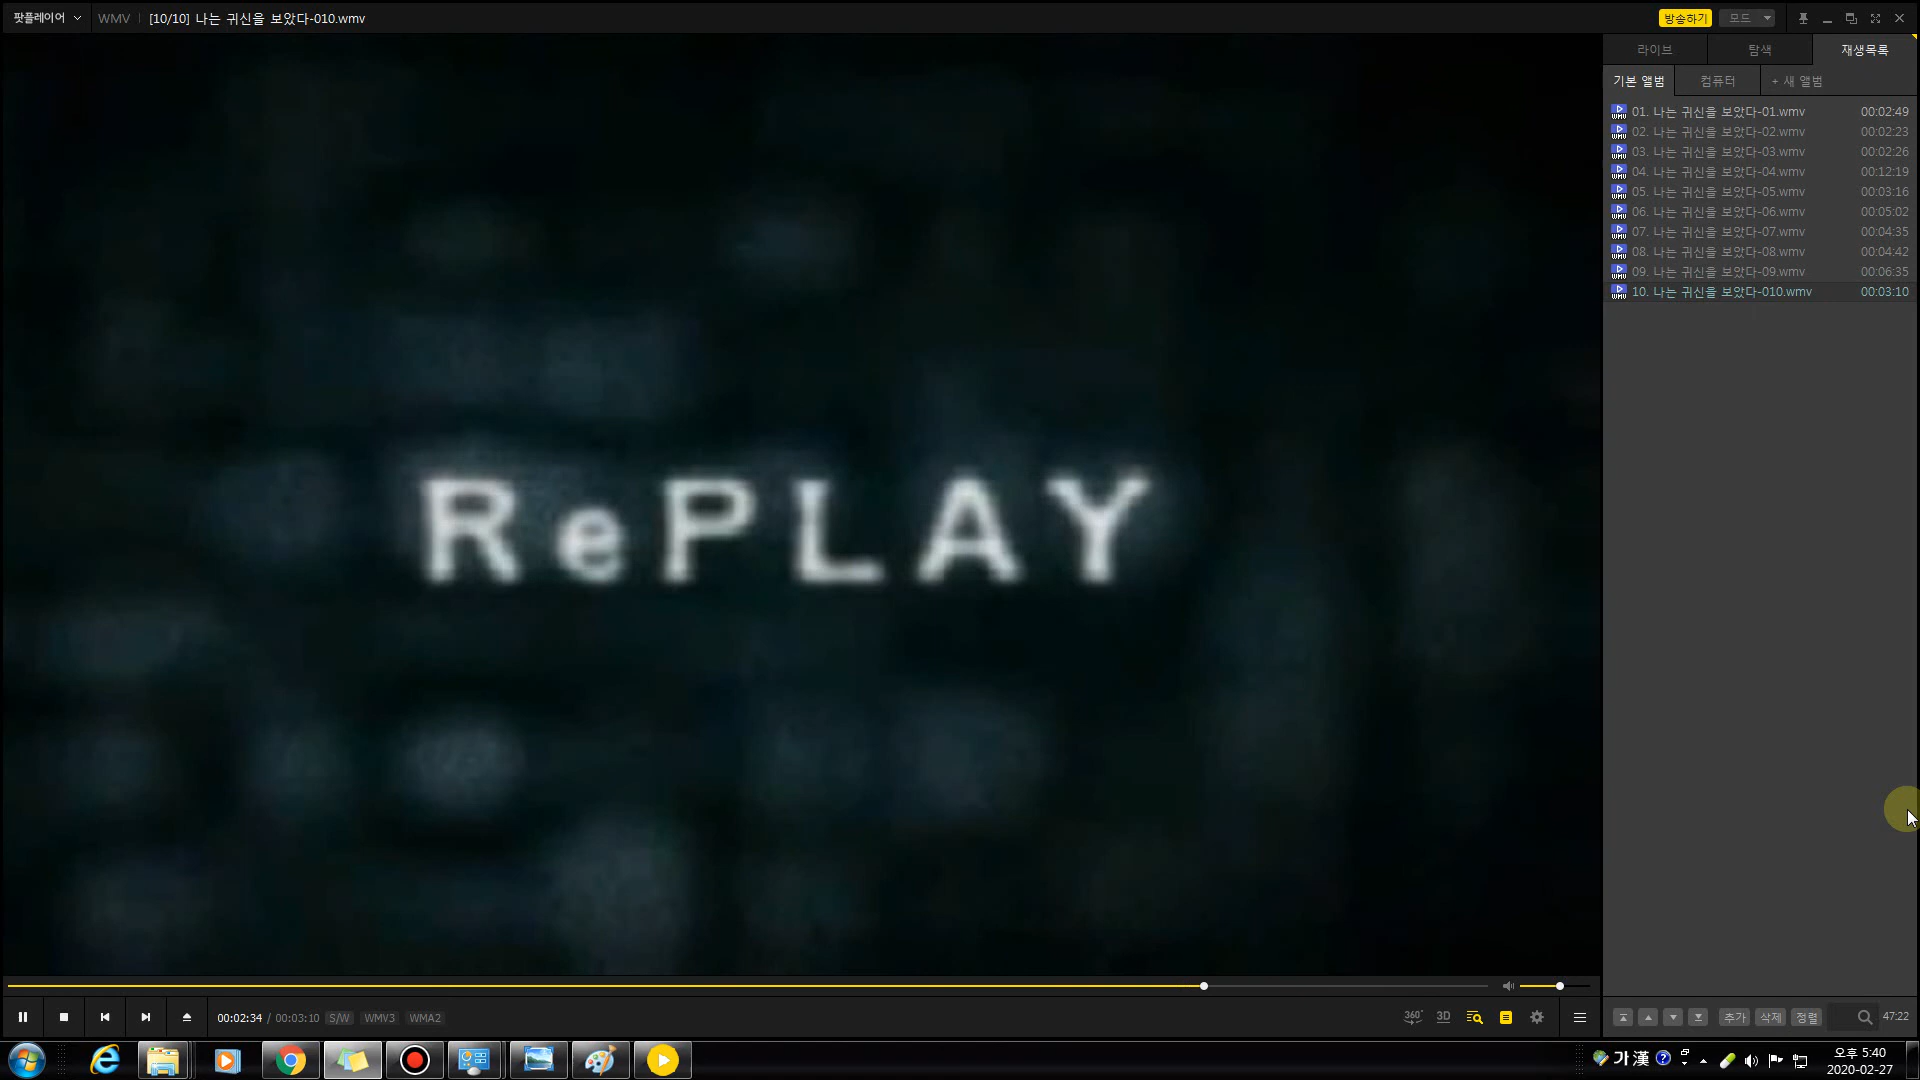 팟플레이어 WMV [10/10] 나는 귀신을 보았다-010.wmv 방송하기 모드
라이브 탐색 재생목록
기본 앨범 컴퓨터 + 새 앨범
01. 나는 귀신을 보았다-01.wmv 00:02:49
02. 나는 귀신을 보았다-02.wmv 00:02:23
03. 나는 귀신을 보았다-03.wmv 00:02:26
04. 나는 귀신을 보았다-04.wmv 00:12:19
05. 나는 귀신을 보았다-05.wmv 00:03:16
06. 나는 귀신을 보았다-06.wmv 00:05:02
07. 나는 귀신을 보았다-07.wmv 00:04:35
08. 나는 귀신을 보았다-08.wmv 00:04:42
09. 나는 귀신을 보았다-09.wmv 00:06:35
10. 나는 귀신을 보았다-010.wmv 00:03:10
RePLAY
00:02:34 / 00:03:10 S/W WMV3 WMA2 360° 3D 추가 삭제 정렬 47:22
가 漢 오후 5:40
2020-02-27